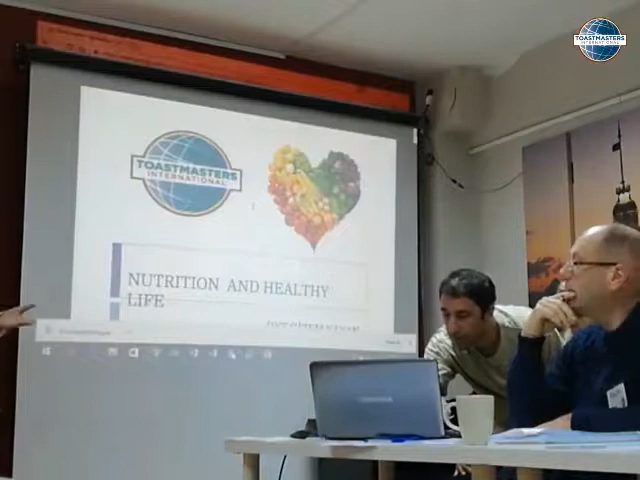 TOASTMASTERS
INTERNATIONAL
TOASTMASTERS
INTERNATIONAL
NUTRITION AND HEALTHY
LIFE